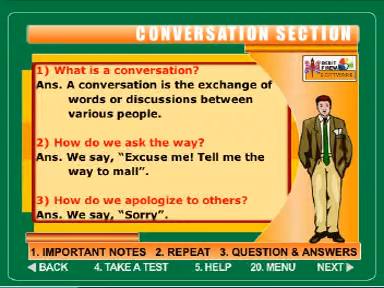 CONVERSATION SECTION
1) What is a conversation?
Ans. A conversation is the exchange of
words or discussions between
various people.
2) How do we ask the way?
Ans. We say, “Excuse me! Tell me the
way to mall”.
3) How do we apologize to others?
Ans. We say, “Sorry”.
1. IMPORTANT NOTES 2. REPEAT 3. QUESTION & ANSWERS
BACK 4. TAKE A TEST 5. HELP 20. MENU NEXT